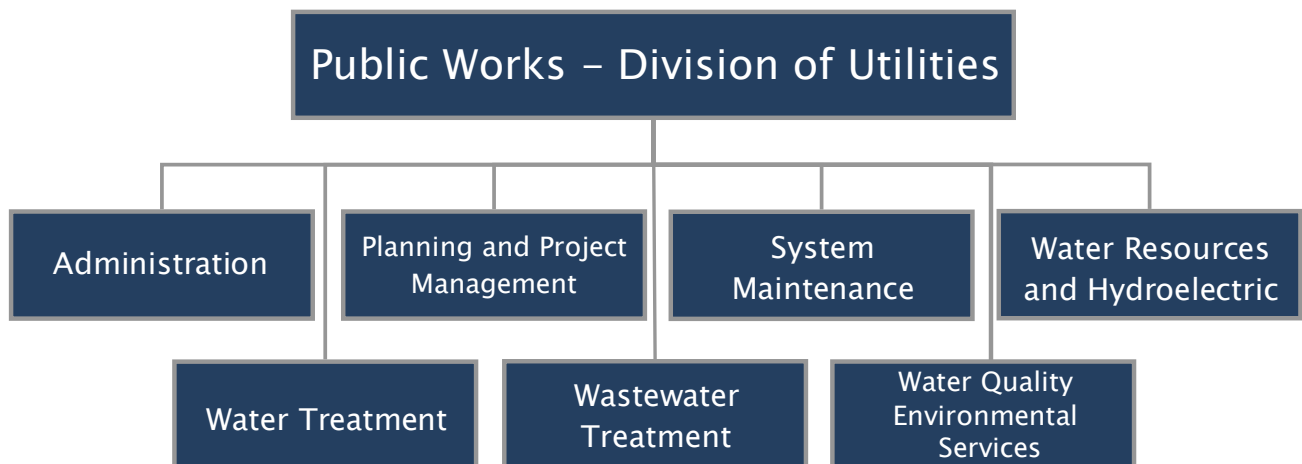 Public Works – Division of Utilities
Administration
Planning and Project
Management
System
Maintenance
Water Resources
and Hydroelectric
Water Treatment
Wastewater
Treatment
Water Quality
Environmental
Services